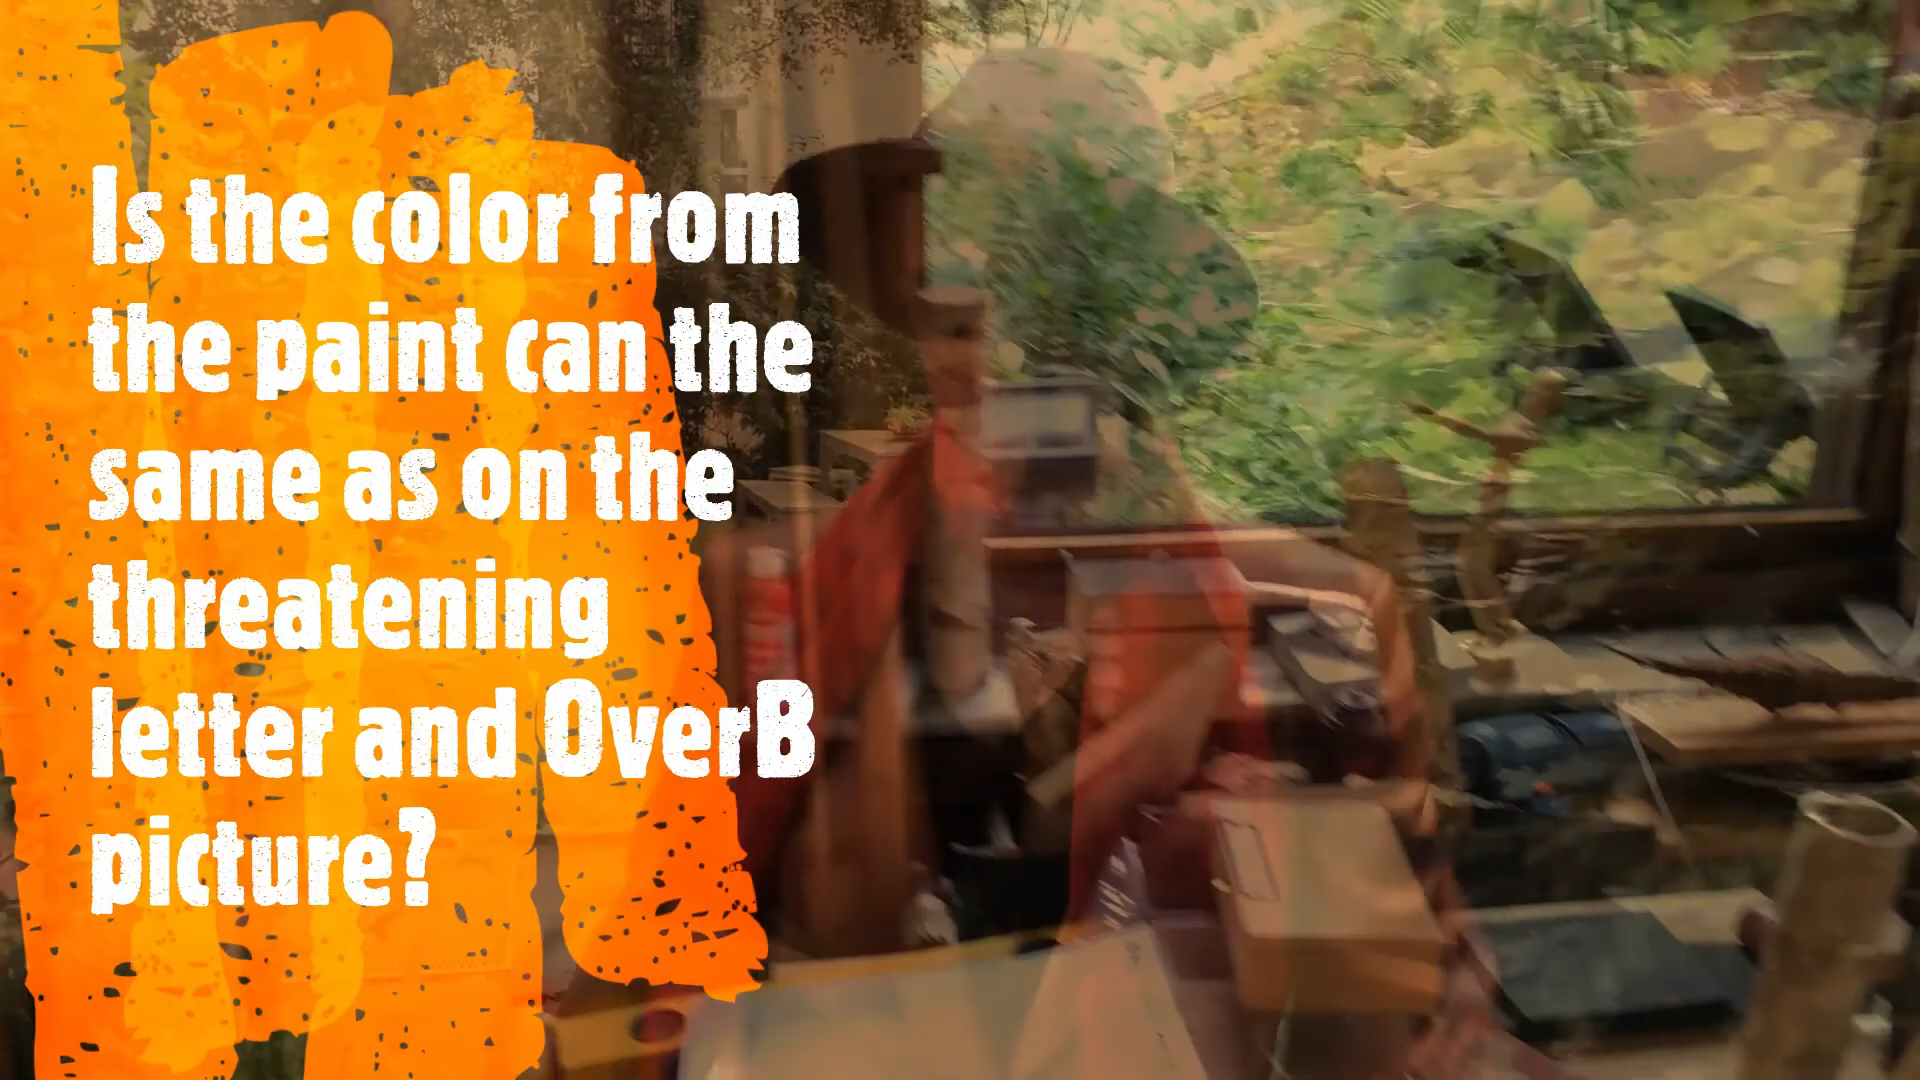 Is the color from
the paint can the
same as on the
threatening
letter and OverB
picture?